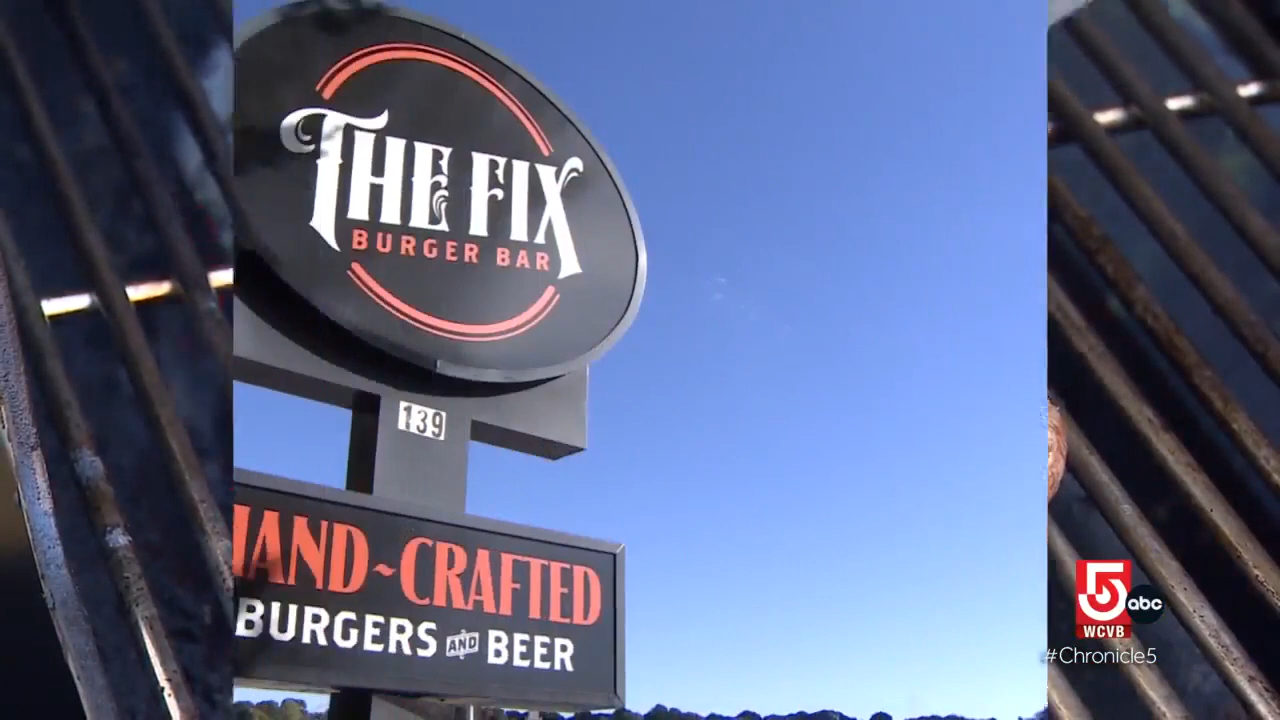 THE FIX
BURGER BAR
139
HAND-CRAFTED
BURGERS AND BEER
5 abc
WCVB
#Chronicle5